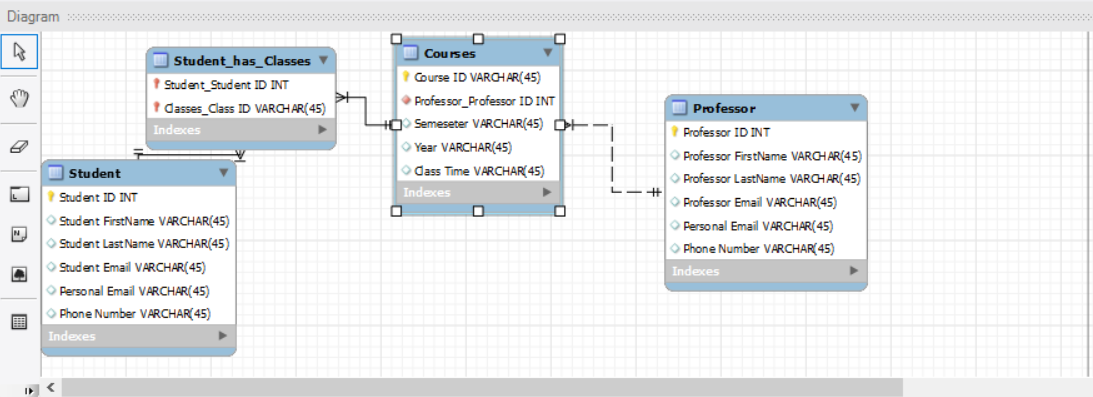 Diagram
Student_has_Classes
Student_Student ID INT
Classes_Class ID VARCHAR(45)
Indexes
Student
Student ID INT
Student FirstName VARCHAR(45)
Student LastName VARCHAR(45)
Student Email VARCHAR(45)
Personal Email VARCHAR(45)
Phone Number VARCHAR(45)
Indexes
Courses
Course ID VARCHAR(45)
Professor_Professor ID INT
Semeseter VARCHAR(45)
Year VARCHAR(45)
Class Time VARCHAR(45)
Indexes
Professor
Professor ID INT
Professor FirstName VARCHAR(45)
Professor LastName VARCHAR(45)
Professor Email VARCHAR(45)
Personal Email VARCHAR(45)
Phone Number VARCHAR(45)
Indexes